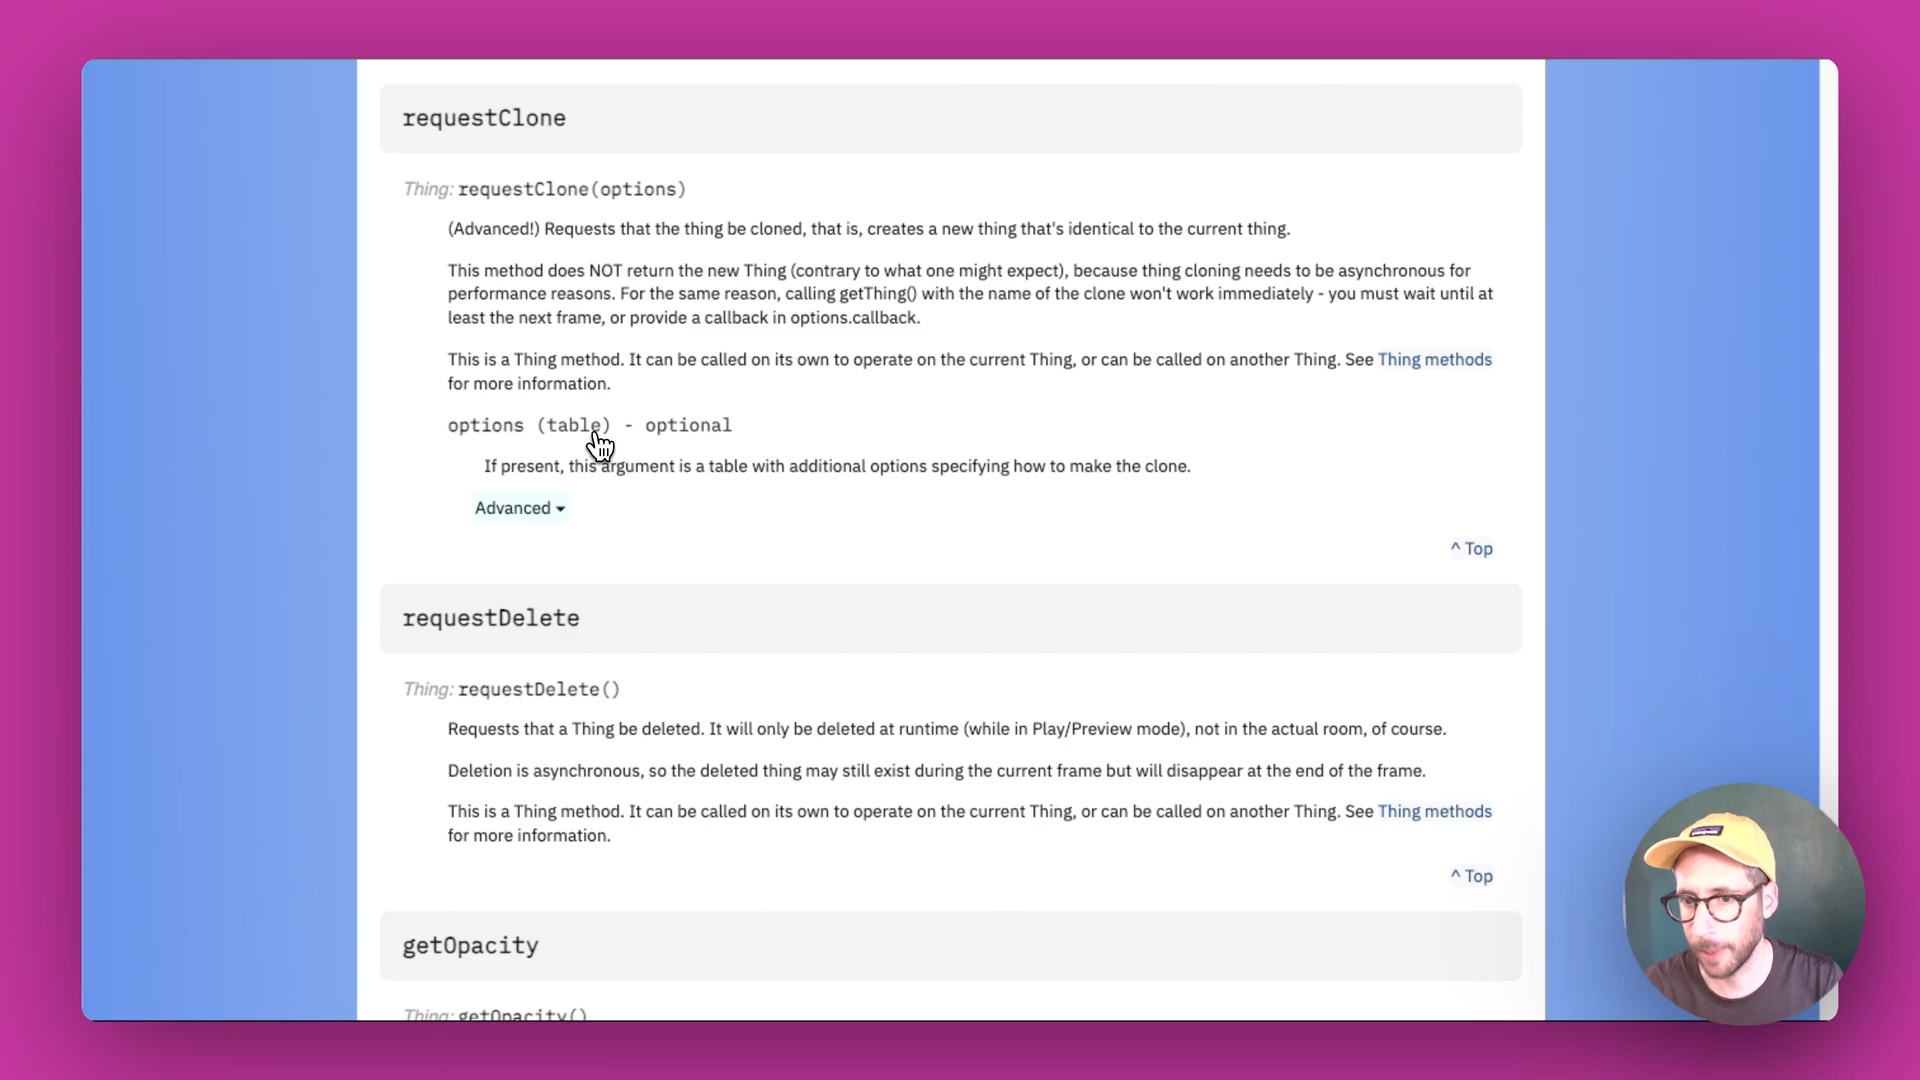 requestClone
Thing: requestClone(options)
(Advanced!) Requests that the thing be cloned, that is, creates a new thing that's identical to the current thing.
This method does NOT return the new Thing (contrary to what one might expect), because thing cloning needs to be asynchronous for
performance reasons. For the same reason, calling getThing() with the name of the clone won't work immediately - you must wait until at
least the next frame, or provide a callback in options.callback.
This is a Thing method. It can be called on its own to operate on the current Thing, or can be called on another Thing. See Thing methods
for more information.
options (table) - optional
If present, this argument is a table with additional options specifying how to make the clone.
Advanced
^ Top
requestDelete
Thing: requestDelete()
Requests that a Thing be deleted. It will only be deleted at runtime (while in Play/Preview mode), not in the actual room, of course.
Deletion is asynchronous, so the deleted thing may still exist during the current frame but will disappear at the end of the frame.
This is a Thing method. It can be called on its own to operate on the current Thing, or can be called on another Thing. See Thing methods
for more information.
^ Top
getOpacity
Thing: getOpacity()